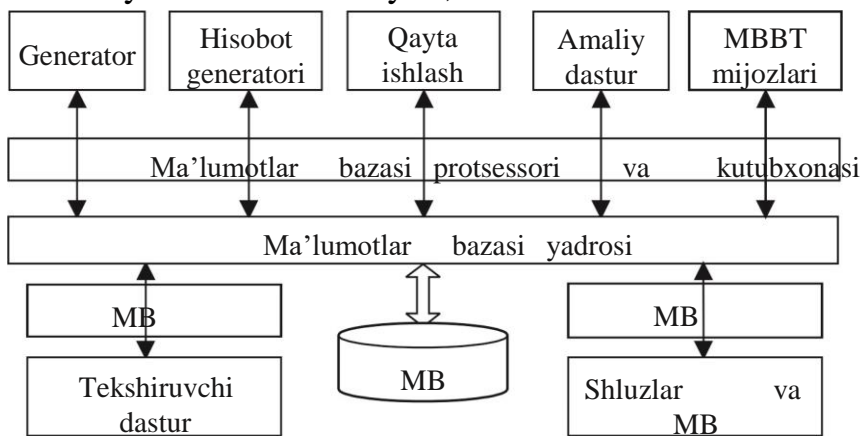 Generator
Hisobot
generatori
Qayta
ishlash
Amaliy
dastur
MBBT
mijozlari
Ma’lumotlar bazasi protsessori va kutubxonasi
Ma’lumotlar bazasi yadrosi
MB
MB
MB
Tekshiruvchi
dastur
Shluzlar va
MB